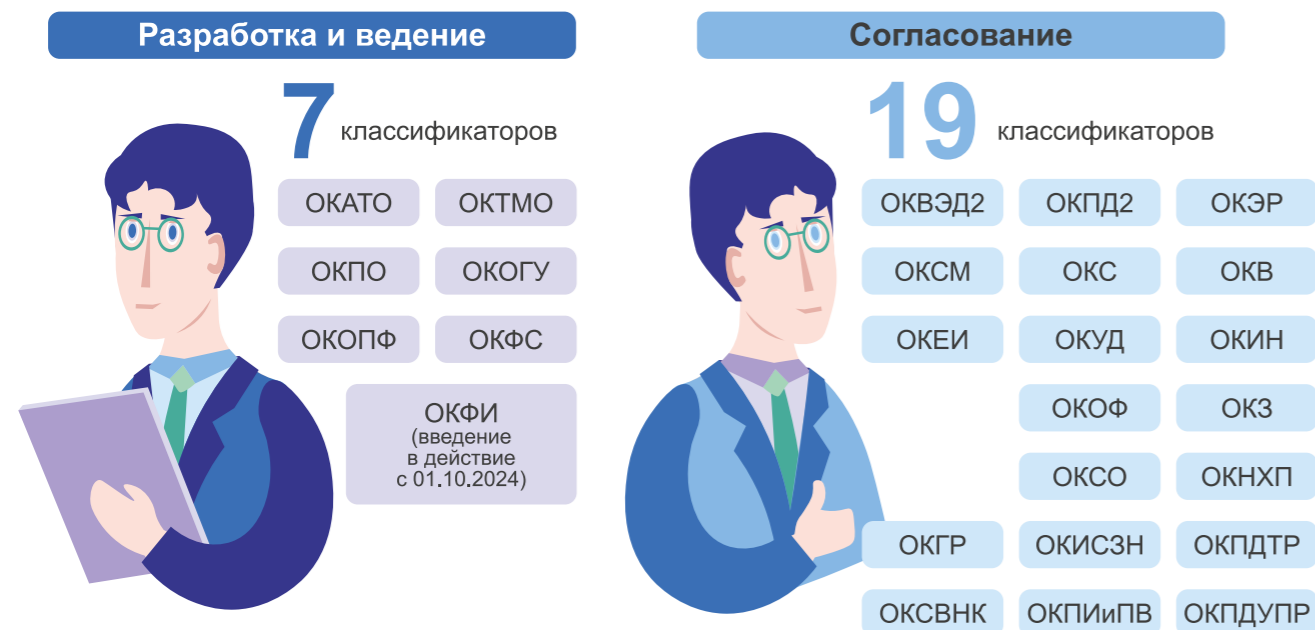 Разработка и ведение
7 классификаторов
ОКАТО ОКТМО
ОКПО ОКОГУ
ОКОПФ ОКФС
ОКФИ
(введение
в действие
с 01.10.2024)
Согласование
19 классификаторов
ОКВЭД2 ОКПД2 ОКЭР
ОКСМ ОКС ОКВ
ОКЕИ ОКУД ОКИН
ОКОФ ОКЗ
ОКСО ОКНХП
ОКГР ОКИСЗН ОКПДТР
ОКСВНК ОКПИиПВ ОКПДУПР